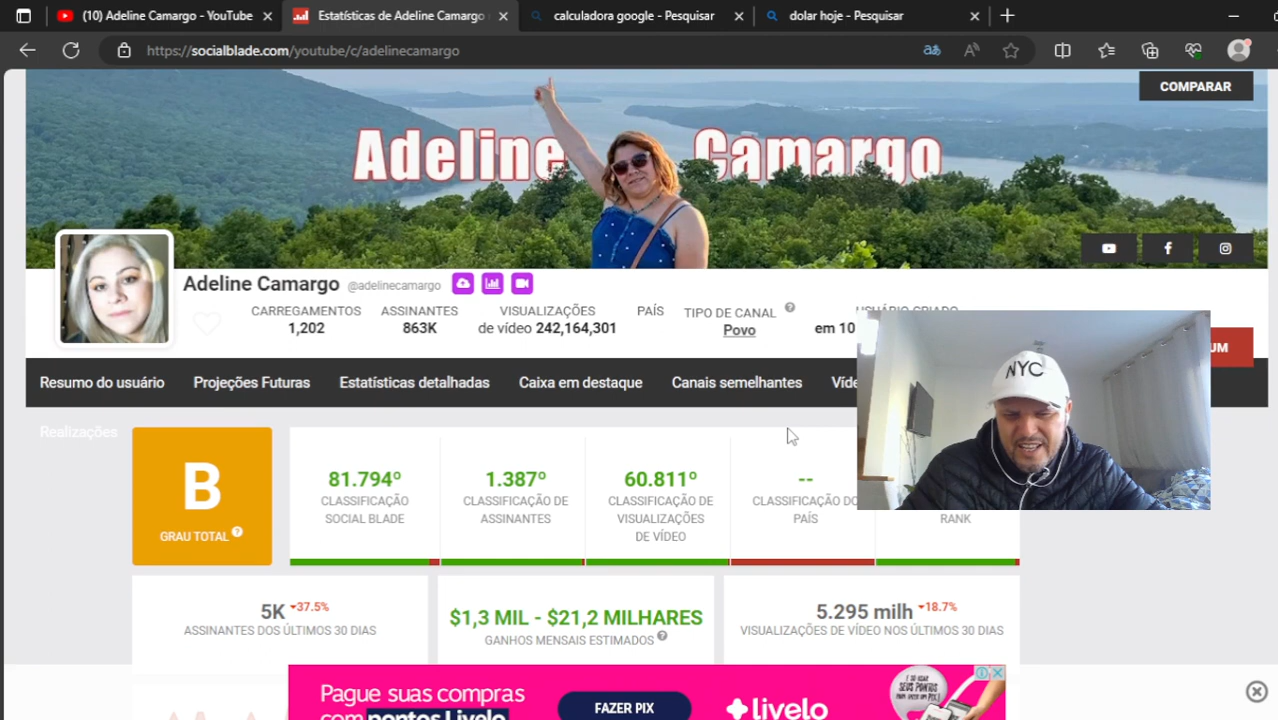 (10) Adeline Camargo - YouTube
Estatísticas de Adeline Camargo
calculadora google - Pesquisar
dolar hoje - Pesquisar
https://socialblade.com/youtube/c/adelinecamargo
COMPARAR
Adeline Camargo
Adeline Camargo @adelinecamargo
CARREGAMENTOS
1,202
ASSINANTES
863K
VISUALIZAÇÕES
de vídeo 242,164,301
PAÍS
TIPO DE CANAL
Povo
USUÁRIO CRIADO
em 10
UM
NYC
Resumo do usuário
Projeções Futuras
Estatísticas detalhadas
Caixa em destaque
Canais semelhantes
Víde
Realizações
B
GRAU TOTAL
81.794º
CLASSIFICAÇÃO
SOCIAL BLADE
1.387º
CLASSIFICAÇÃO DE
ASSINANTES
60.811º
CLASSIFICAÇÃO DE
VISUALIZAÇÕES
DE VÍDEO
--
CLASSIFICAÇÃO DO
PAÍS
RANK
5K 37.5%
ASSINANTES DOS ÚLTIMOS 30 DIAS
$1,3 MIL - $21,2 MILHARES
GANHOS MENSAIS ESTIMADOS
5.295 milh 18.7%
VISUALIZAÇÕES DE VÍDEO NOS ÚLTIMOS 30 DIAS
Pague suas compras
com pontos Livelo
FAZER PIX
livelo